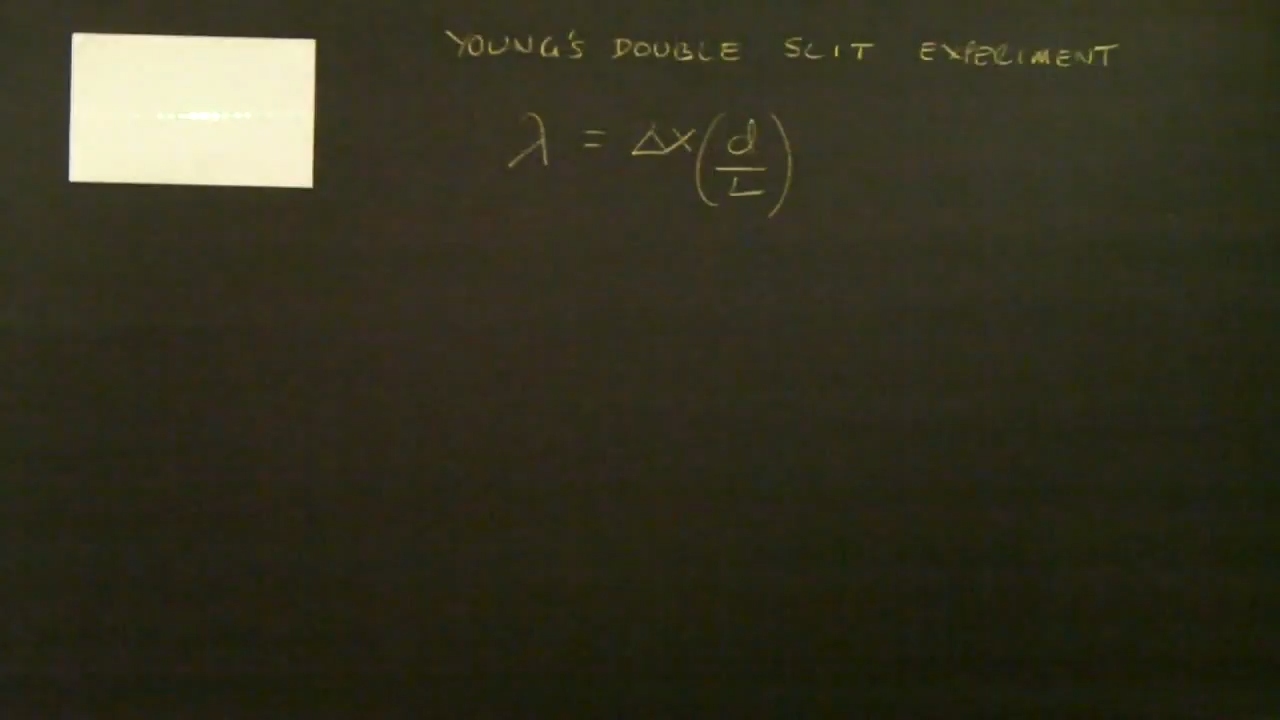 YOUNG'S DOUBLE SLIT EXPERIMENT
λ = Δx(d/L)